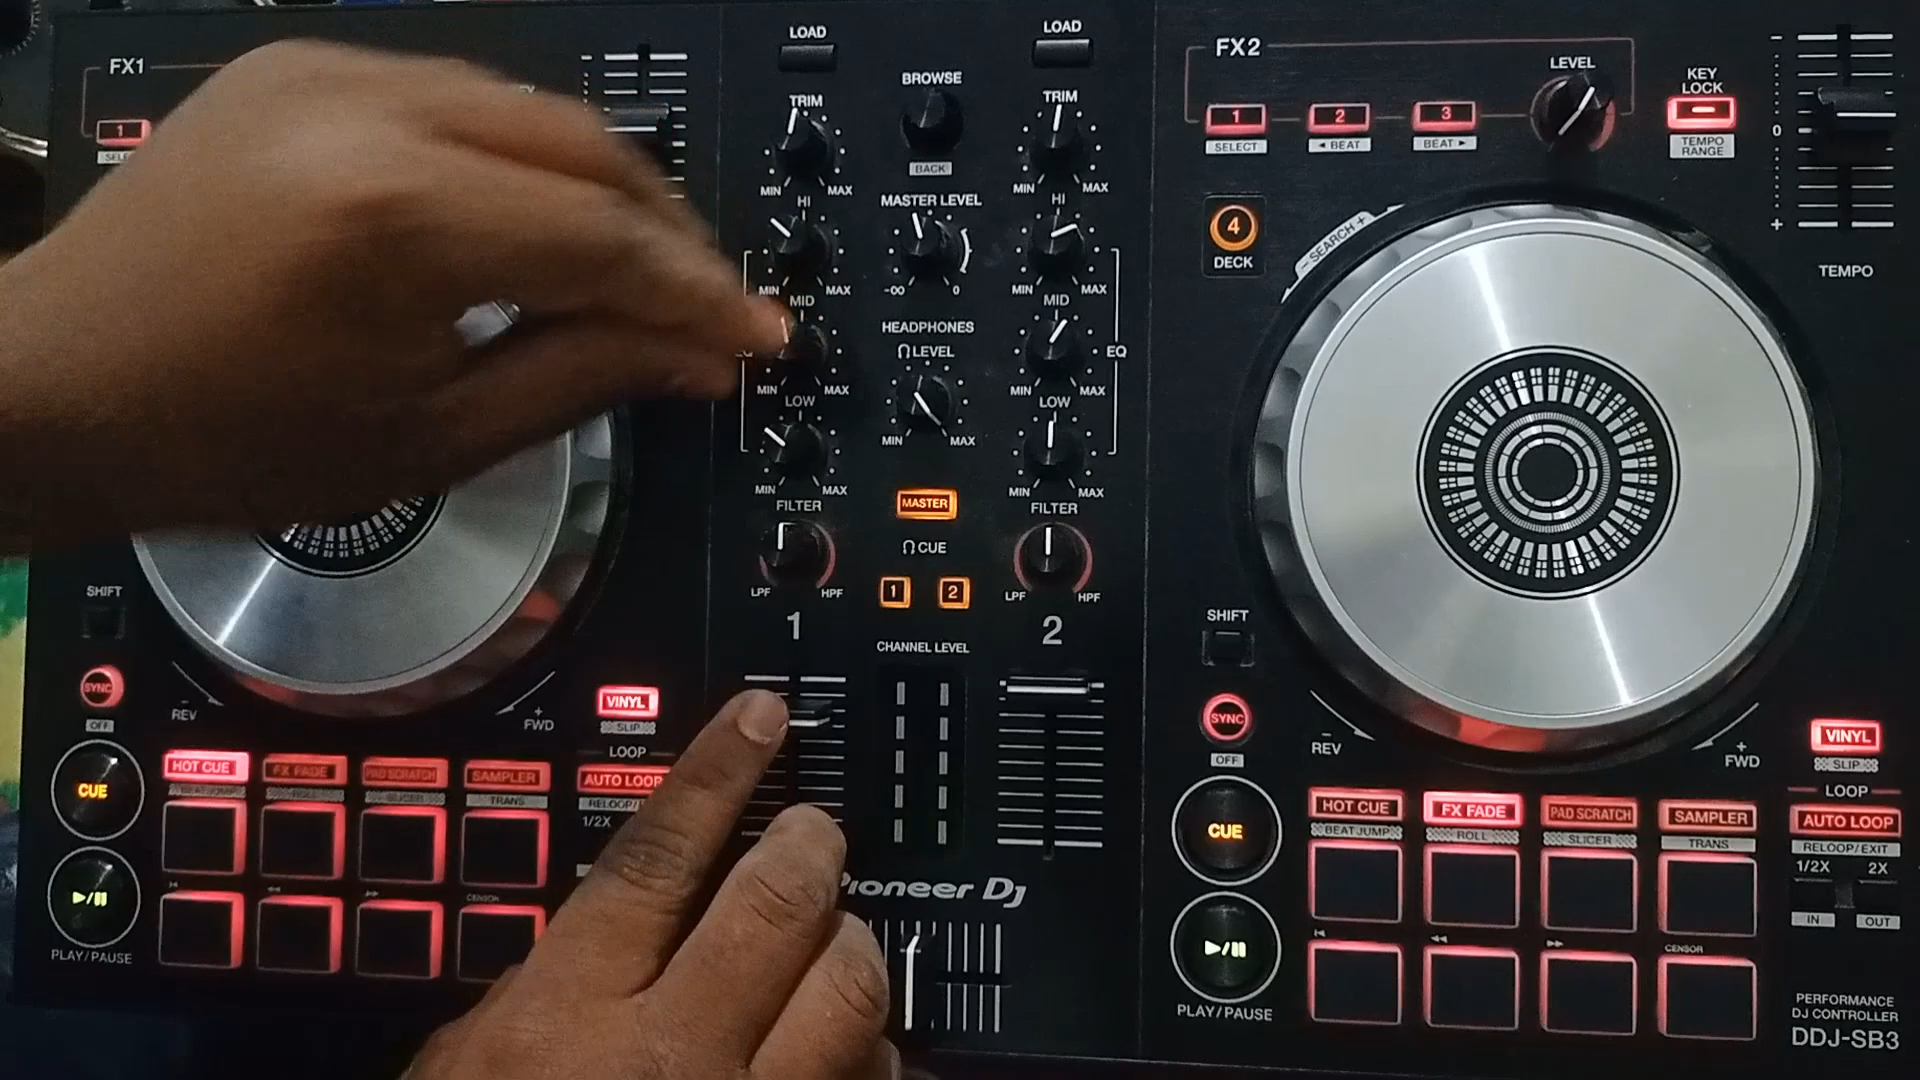 FX1
1
LOAD
TRIM
MIN MAX
HI
MIN MAX
MID
MIN MAX
LOW
MIN MAX
FILTER
LPF HPF
1
BROWSE
BACK
MASTER LEVEL
-∞ 0
HEADPHONES
LEVEL
MIN MAX
MASTER
CUE
1 2
CHANNEL LEVEL
LOAD
TRIM
MIN MAX
HI
MIN MAX
MID
MIN MAX
EQ
LOW
MIN MAX
FILTER
LPF HPF
2
FX2
LEVEL
1 2 3
SELECT ◄ BEAT BEAT ►
KEY
LOCK
TEMPO
RANGE
− 0 +
TEMPO
4
DECK
− SEARCH +
SHIFT
SYNC
OFF
− REV
+ FWD
VINYL
SLIP
LOOP
HOT CUE FX FADE PAD SCRATCH SAMPLER AUTO LOOP
BEAT JUMP ROLL SLICER TRANS
1/2X
CUE
CENSOR
PLAY/PAUSE
Pioneer Dj
SHIFT
SYNC
OFF
− REV
+ FWD
VINYL
SLIP
LOOP
HOT CUE FX FADE PAD SCRATCH SAMPLER AUTO LOOP
BEAT JUMP ROLL SLICER TRANS RELOOP/EXIT
1/2X 2X
IN OUT
CUE
CENSOR
PLAY/PAUSE
PERFORMANCE
DJ CONTROLLER
DDJ-SB3